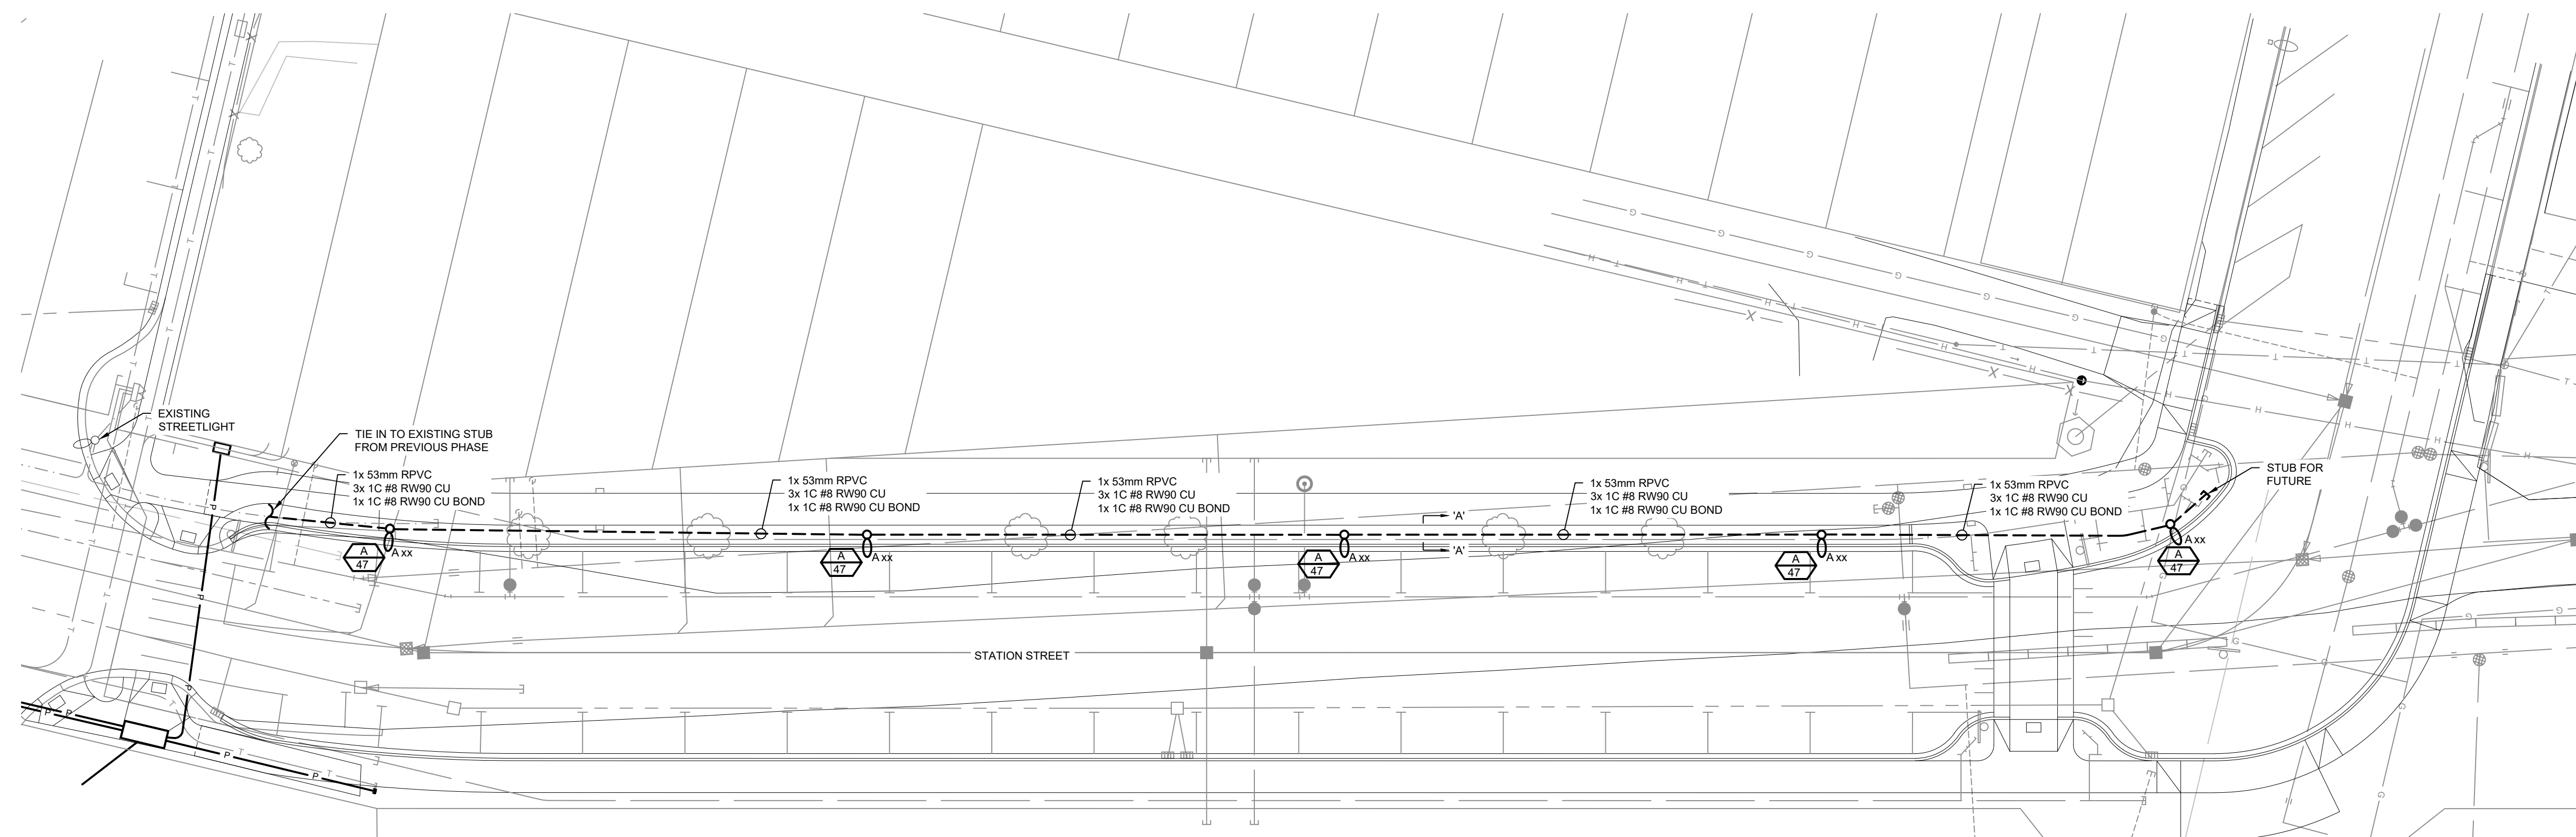 EXISTING
STREETLIGHT
TIE IN TO EXISTING STUB
FROM PREVIOUS PHASE
1x 53mm RPVC
3x 1C #8 RW90 CU
1x 1C #8 RW90 CU BOND
A
47
A xx
1x 53mm RPVC
3x 1C #8 RW90 CU
1x 1C #8 RW90 CU BOND
A
47
A xx
1x 53mm RPVC
3x 1C #8 RW90 CU
1x 1C #8 RW90 CU BOND
A
47
A xx
'A'
'A'
1x 53mm RPVC
3x 1C #8 RW90 CU
1x 1C #8 RW90 CU BOND
A
47
A xx
1x 53mm RPVC
3x 1C #8 RW90 CU
1x 1C #8 RW90 CU BOND
A
47
A xx
STUB FOR
FUTURE
STATION STREET